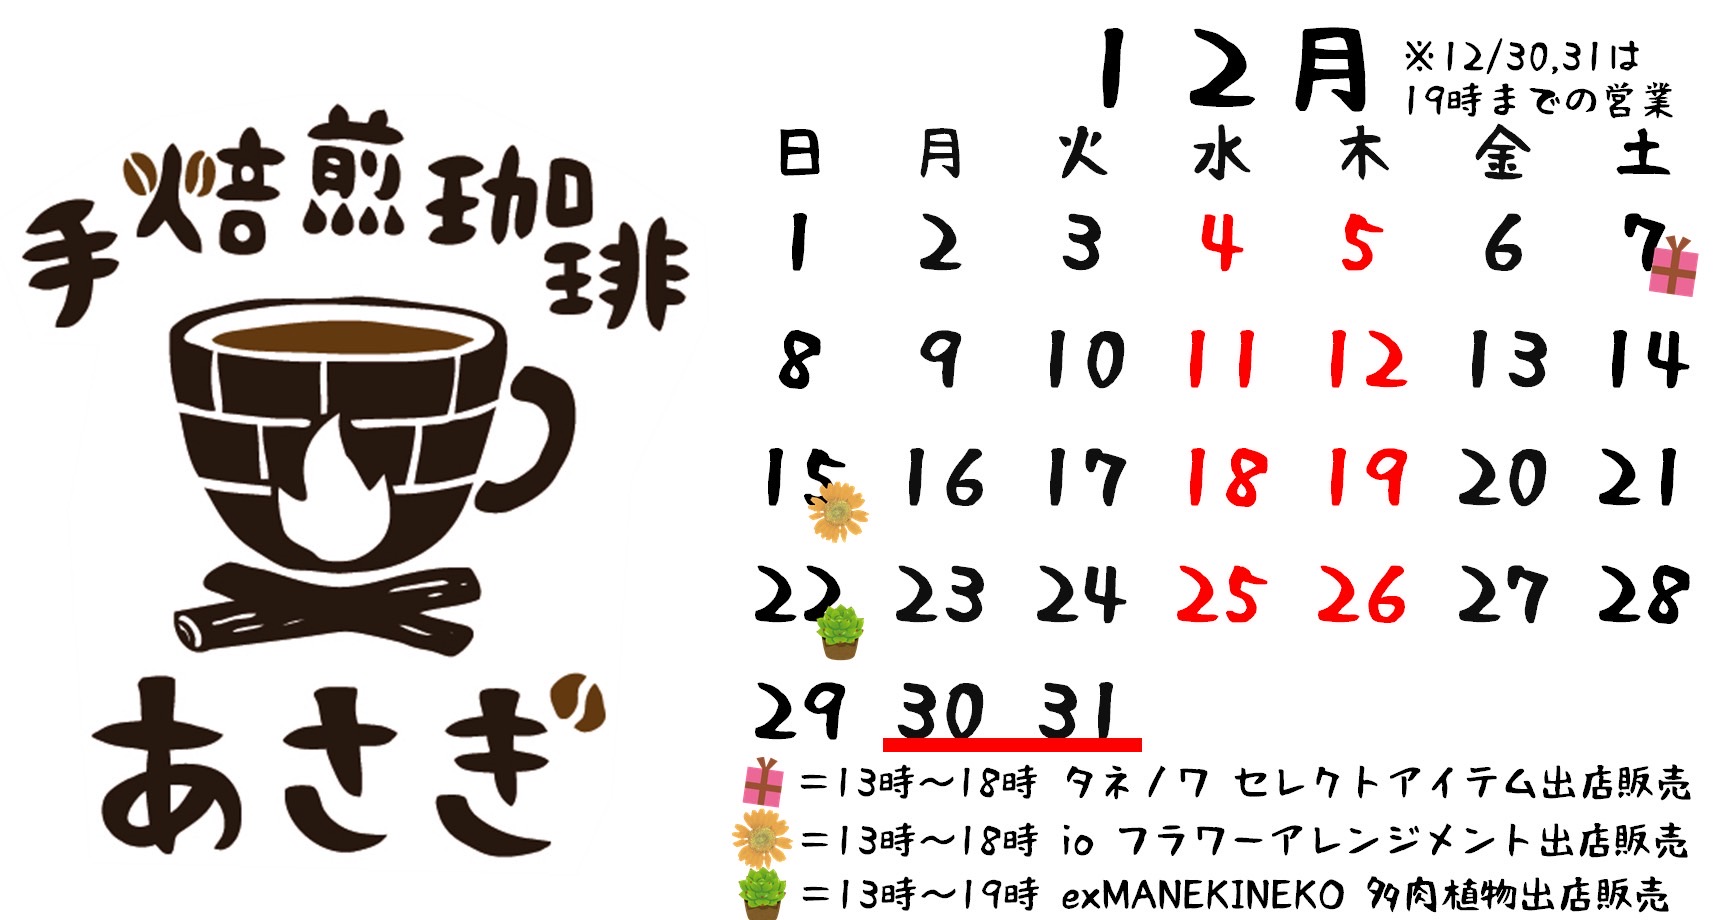 手焙煎珈琲
あさぎ
12月
※12/30,31は
19時までの営業
日 月 火 水 木 金 土
1 2 3 4 5 6 7
8 9 10 11 12 13 14
15 16 17 18 19 20 21
22 23 24 25 26 27 28
29 30 31
=13時～18時 タネノワ セレクトアイテム出店販売
=13時～18時 io フラワーアレンジメント出店販売
=13時～19時 exMANEKINEKO 多肉植物出店販売